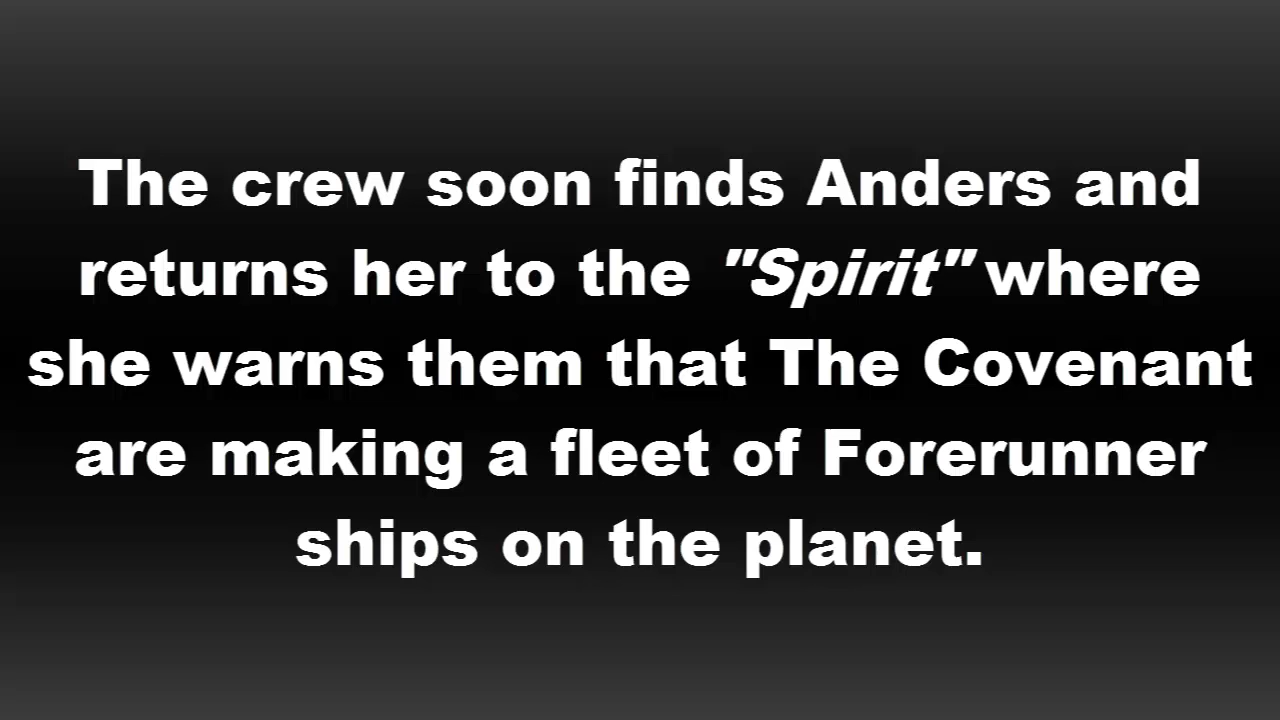 The crew soon finds Anders and
returns her to the "Spirit" where
she warns them that The Covenant
are making a fleet of Forerunner
ships on the planet.